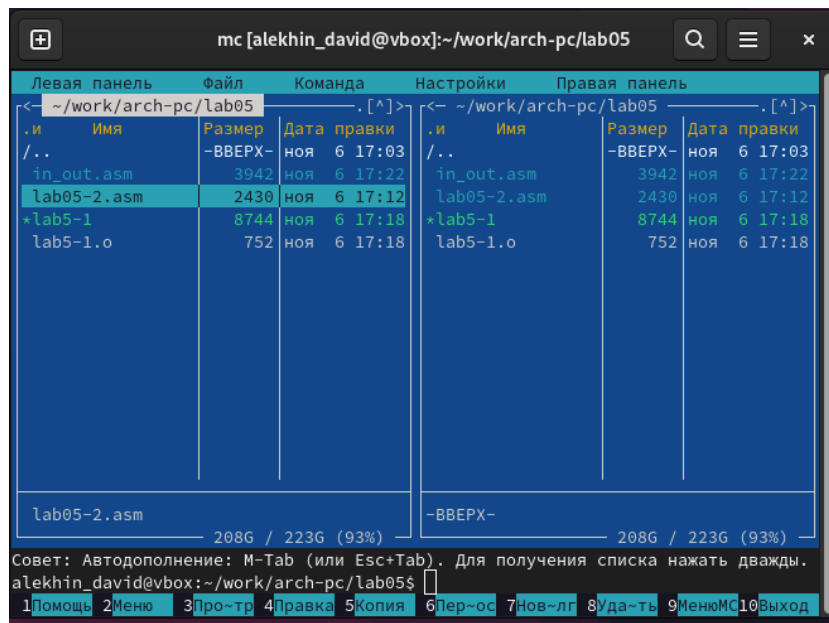 mc [alekhin_david@vbox]:~/work/arch-pc/lab05
Левая панель Файл Команда Настройки Правая панель
<— ~/work/arch-pc/lab05 .[^]> <— ~/work/arch-pc/lab05 .[^]>
.и Имя Размер Дата правки .и Имя Размер Дата правки
/.. -ВВЕРХ- ноя 6 17:03 /.. -ВВЕРХ- ноя 6 17:03
in_out.asm 3942 ноя 6 17:22 in_out.asm 3942 ноя 6 17:22
lab05-2.asm 2430 ноя 6 17:12 lab05-2.asm 2430 ноя 6 17:12
*lab5-1 8744 ноя 6 17:18 *lab5-1 8744 ноя 6 17:18
lab5-1.o 752 ноя 6 17:18 lab5-1.o 752 ноя 6 17:18
lab05-2.asm -ВВЕРХ-
208G / 223G (93%) 208G / 223G (93%)
Совет: Автодополнение: M-Tab (или Esc+Tab). Для получения списка нажать дважды.
alekhin_david@vbox:~/work/arch-pc/lab05$
1Помощь 2Меню 3Про~тр 4Правка 5Копия 6Пер~ос 7Нов~лг 8Уда~ть 9МенюМС10Выход